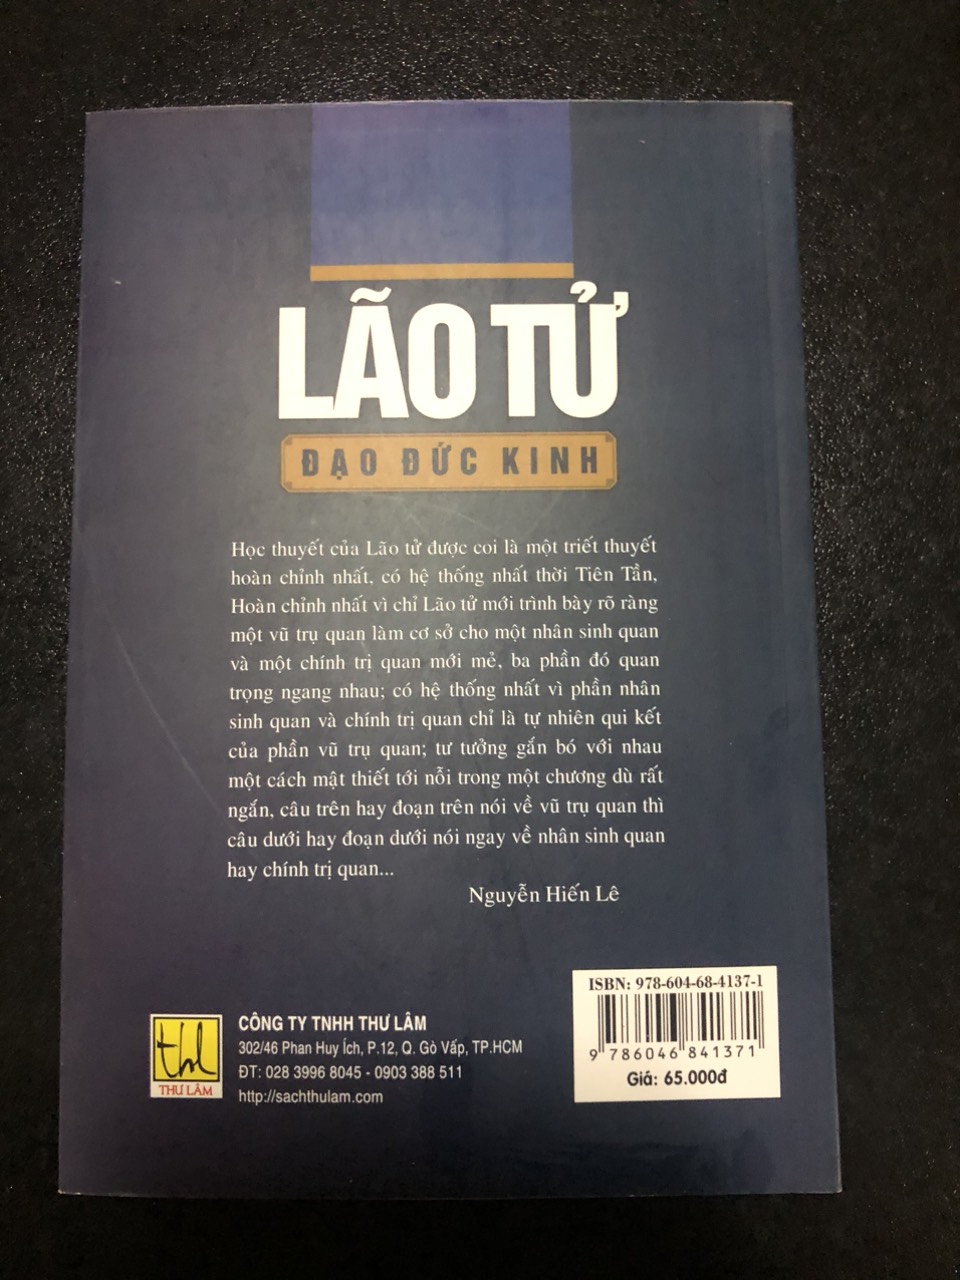 LÃO TỬ
ĐẠO ĐỨC KINH
Học thuyết của Lão tử được coi là một triết thuyết
hoàn chỉnh nhất, có hệ thống nhất thời Tiên Tần,
Hoàn chỉnh nhất vì chỉ Lão tử mới trình bày rõ ràng
một vũ trụ quan làm cơ sở cho một nhân sinh quan
và một chính trị quan mới mẻ, ba phần đó quan
trọng ngang nhau; có hệ thống nhất vì phần nhân
sinh quan và chính trị quan chỉ là tự nhiên qui kết
của phần vũ trụ quan; tư tưởng gắn bó với nhau
một cách mật thiết tới nỗi trong một chương dù rất
ngắn, câu trên hay đoạn trên nói về vũ trụ quan thì
câu dưới hay đoạn dưới nói ngay về nhân sinh quan
hay chính trị quan...
Nguyễn Hiến Lê
thl
THƯ LÂM
CÔNG TY TNHH THƯ LÂM
302/46 Phan Huy Ích, P.12, Q. Gò Vấp, TP.HCM
ĐT: 028 3996 8045 - 0903 388 511
http://sachthulam.com
ISBN: 978-604-68-4137-1
9 786046 841371
Giá: 65.000đ